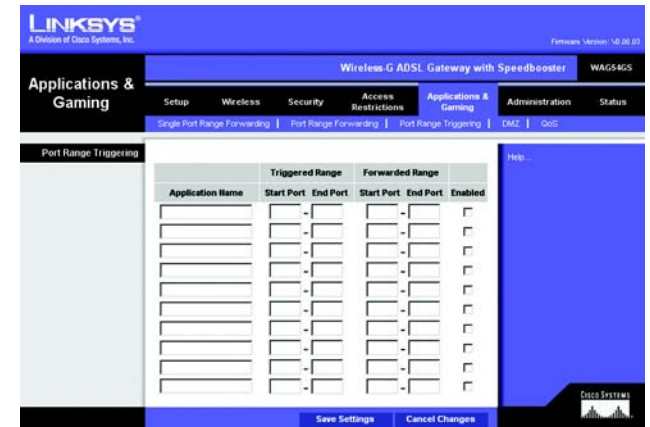 LINKSYS®
A Division of Cisco Systems, Inc.
Firmware Version: V0.00.03
Wireless-G ADSL Gateway with Speedbooster
WAG54GS
Applications & Gaming
Setup
Wireless
Security
Access Restrictions
Applications & Gaming
Administration
Status
Single Port Range Forwarding | Port Range Forwarding | Port Range Triggering | DMZ | QoS
Port Range Triggering
Help...
Triggered Range
Forwarded Range
Application Name
Start Port
End Port
Start Port
End Port
Enabled
Save Settings
Cancel Changes
CISCO SYSTEMS